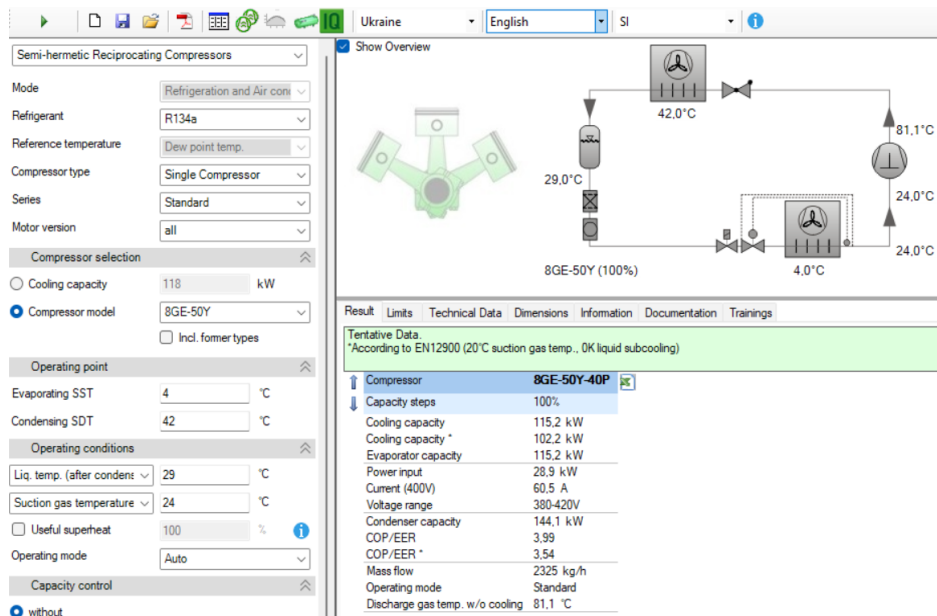 IQ Ukraine English SI
Semi-hermetic Reciprocating Compressors
Mode Refrigeration and Air con
Refrigerant R134a
Reference temperature Dew point temp.
Compressor type Single Compressor
Series Standard
Motor version all
Compressor selection
Cooling capacity 118 kW
Compressor model 8GE-50Y
Incl. former types
Operating point
Evaporating SST 4 °C
Condensing SDT 42 °C
Operating conditions
Liq. temp. (after condens 29 °C
Suction gas temperature 24 °C
Useful superheat 100 %
Operating mode Auto
Capacity control
without
Show Overview
42,0°C
81,1°C
29,0°C
24,0°C
24,0°C
4,0°C
8GE-50Y (100%)
Result Limits Technical Data Dimensions Information Documentation Trainings
Tentative Data.
*According to EN12900 (20°C suction gas temp., 0K liquid subcooling)
Compressor 8GE-50Y-40P
Capacity steps 100%
Cooling capacity 115,2 kW
Cooling capacity * 102,2 kW
Evaporator capacity 115,2 kW
Power input 28,9 kW
Current (400V) 60,5 A
Voltage range 380-420V
Condenser capacity 144,1 kW
COP/EER 3,99
COP/EER * 3,54
Mass flow 2325 kg/h
Operating mode Standard
Discharge gas temp. w/o cooling 81,1 °C